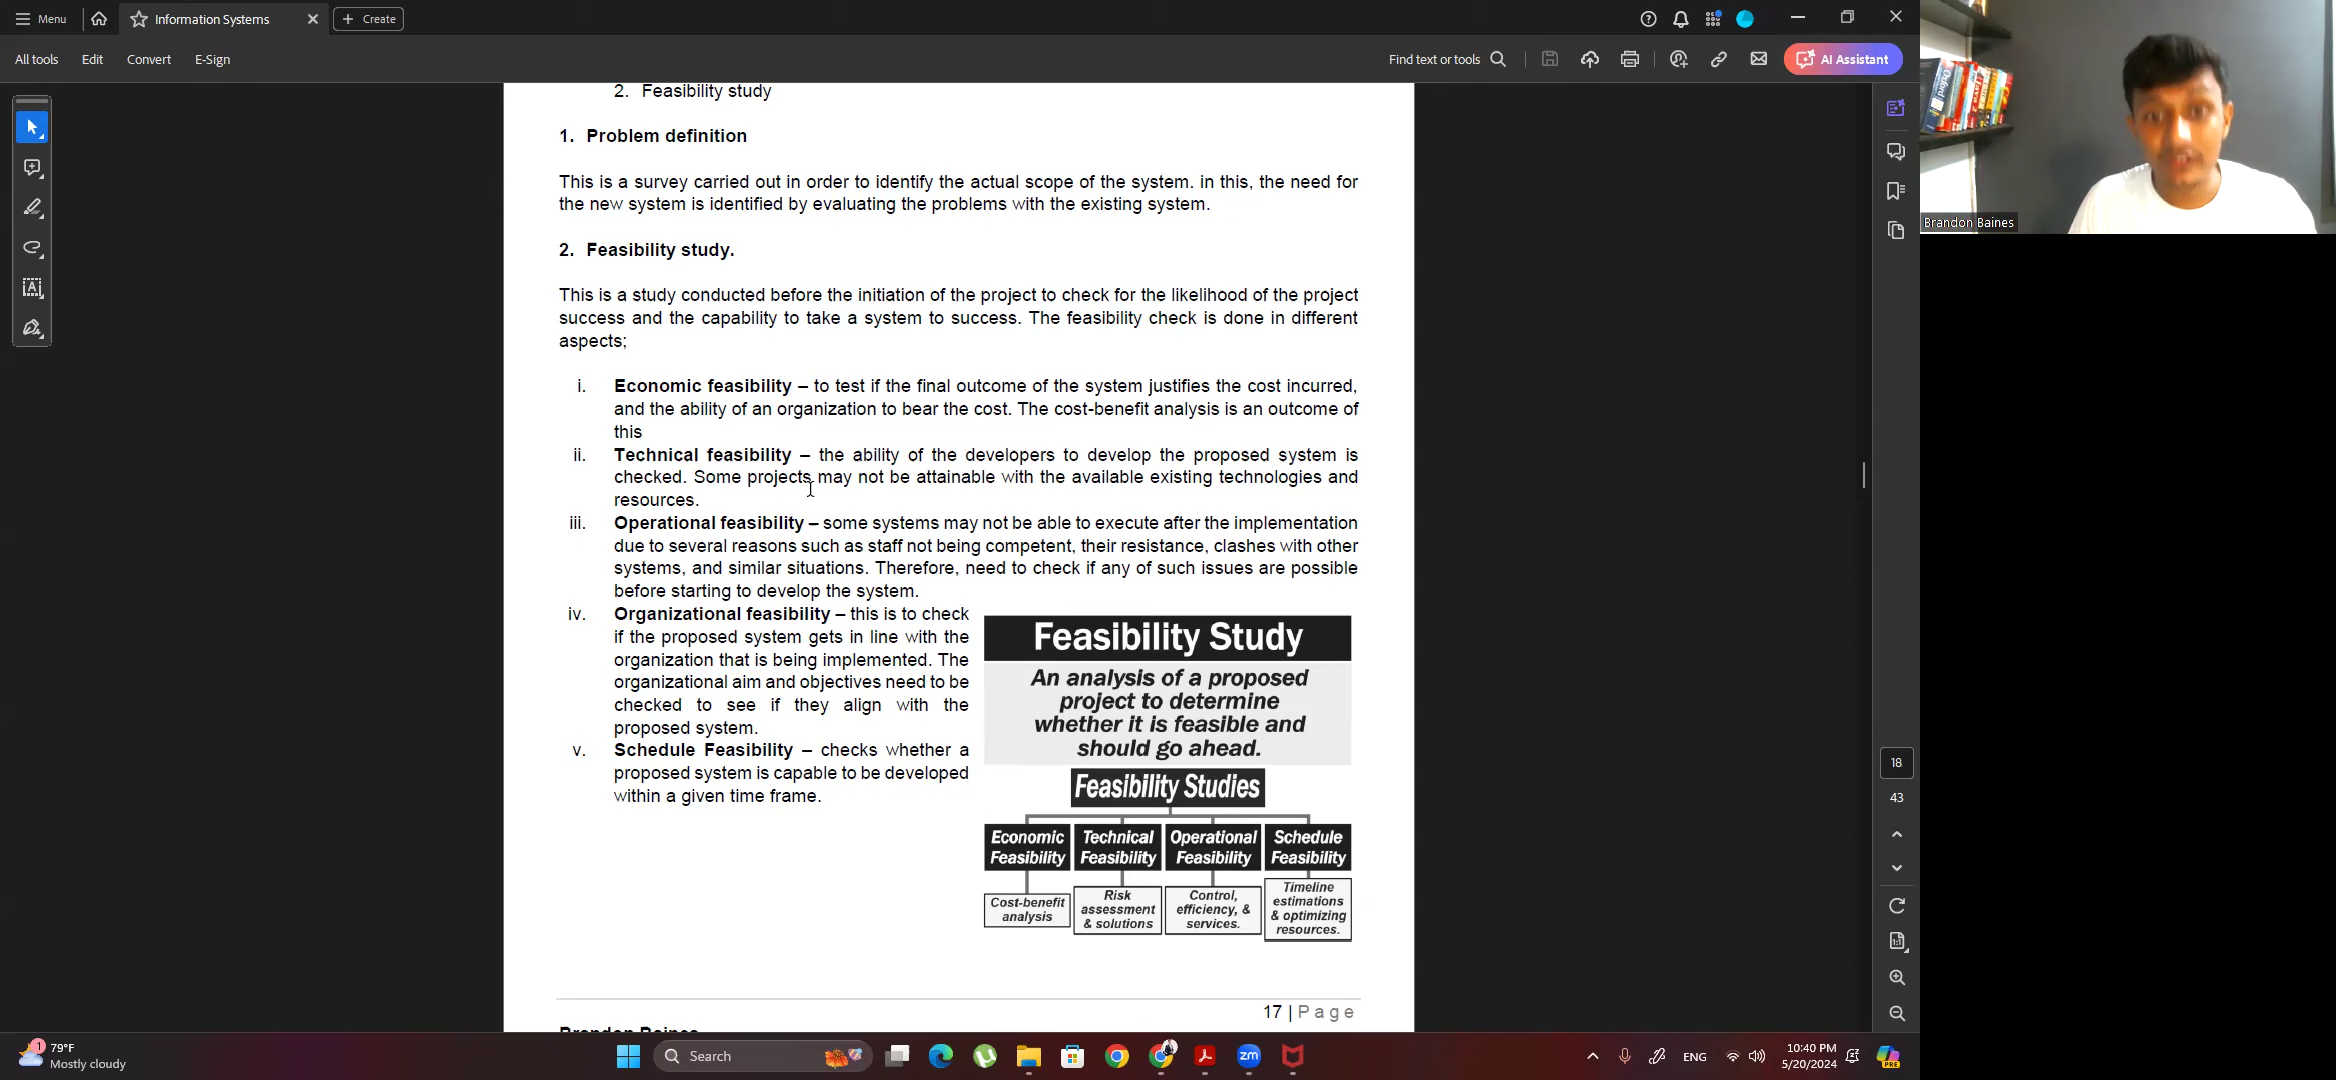 Menu
Information Systems
Create
All tools
Edit
Convert
E-Sign
Find text or tools
AI Assistant
2. Feasibility study
1. Problem definition
This is a survey carried out in order to identify the actual scope of the system. in this, the need for
the new system is identified by evaluating the problems with the existing system.
2. Feasibility study.
This is a study conducted before the initiation of the project to check for the likelihood of the project
success and the capability to take a system to success. The feasibility check is done in different
aspects;
i. Economic feasibility – to test if the final outcome of the system justifies the cost incurred,
and the ability of an organization to bear the cost. The cost-benefit analysis is an outcome of
this
ii. Technical feasibility – the ability of the developers to develop the proposed system is
checked. Some projects may not be attainable with the available existing technologies and
resources.
iii. Operational feasibility – some systems may not be able to execute after the implementation
due to several reasons such as staff not being competent, their resistance, clashes with other
systems, and similar situations. Therefore, need to check if any of such issues are possible
before starting to develop the system.
iv. Organizational feasibility – this is to check
if the proposed system gets in line with the
organization that is being implemented. The
organizational aim and objectives need to be
checked to see if they align with the
proposed system.
v. Schedule Feasibility – checks whether a
proposed system is capable to be developed
within a given time frame.
Feasibility Study
An analysis of a proposed
project to determine
whether it is feasible and
should go ahead.
Feasibility Studies
Economic
Feasibility
Technical
Feasibility
Operational
Feasibility
Schedule
Feasibility
Cost-benefit
analysis
Risk
assessment
& solutions
Control,
efficiency, &
services.
Timeline
estimations
& optimizing
resources.
17 | Page
Brandon Baines
18
43
Brandon Baines
Oxford
Java
1
79°F
Mostly cloudy
Search
zm
ENG
10:40 PM
5/20/2024
PRE